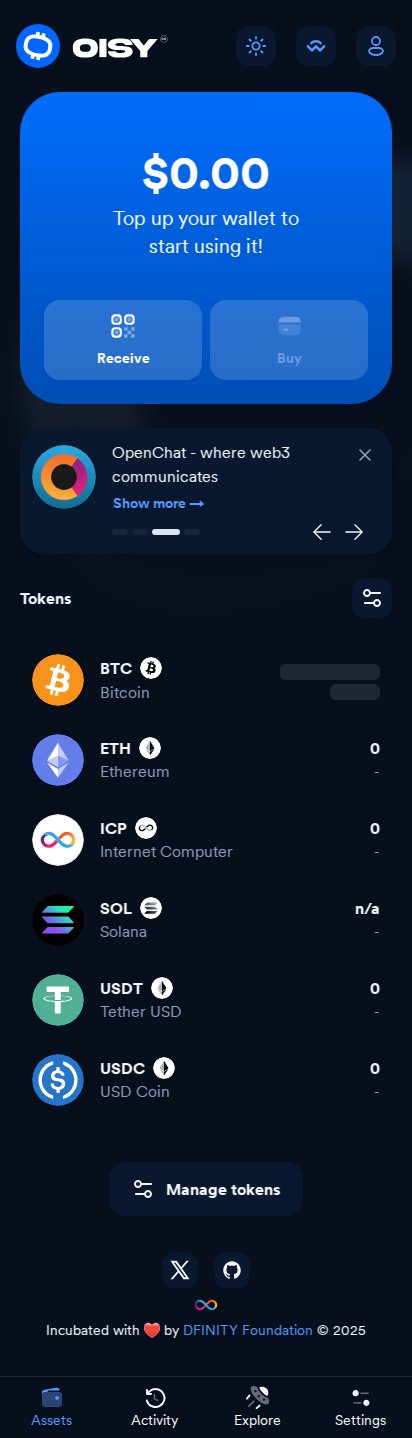 OISY
$0.00
Top up your wallet to
start using it!
Receive
Buy
OpenChat - where web3
communicates
Show more →
Tokens
BTC
Bitcoin
ETH
0
Ethereum
-
ICP
0
Internet Computer
-
SOL
n/a
Solana
-
USDT
0
Tether USD
-
USDC
0
USD Coin
-
Manage tokens
Incubated with ❤️ by DFINITY Foundation © 2025
Assets
Activity
Explore
Settings